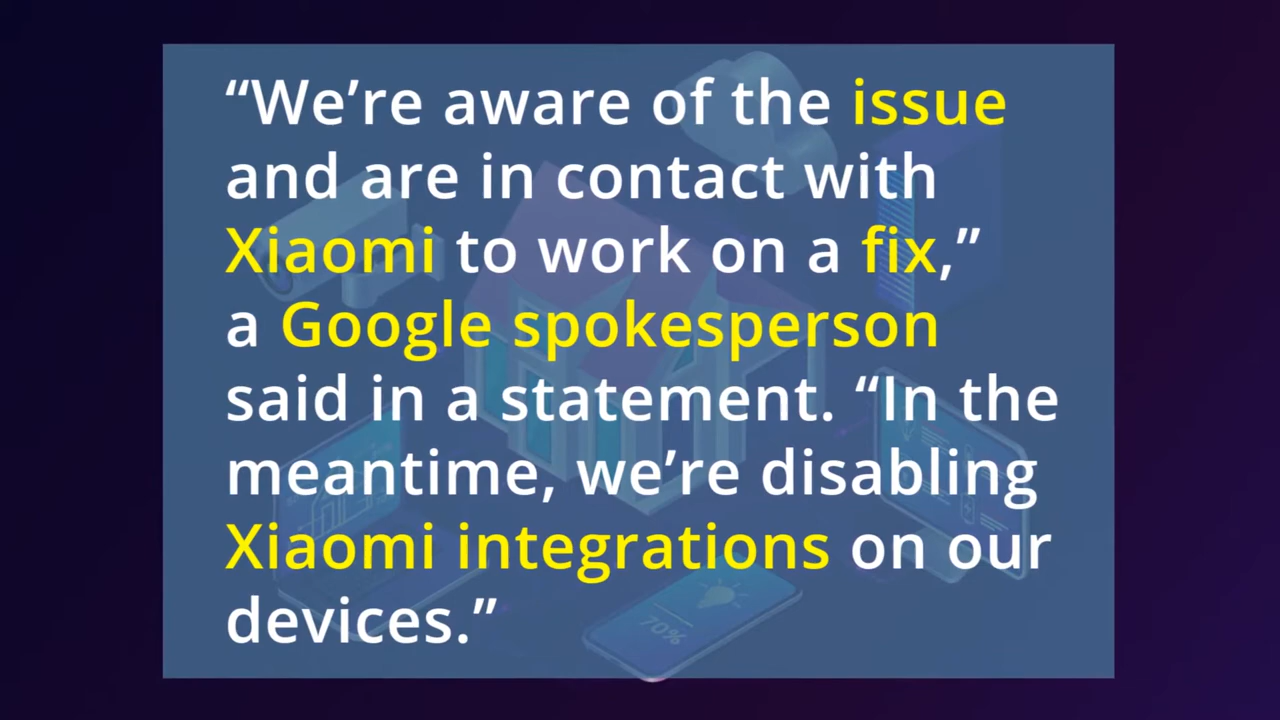 “We’re aware of the issue
and are in contact with
Xiaomi to work on a fix,”
a Google spokesperson
said in a statement. “In the
meantime, we’re disabling
Xiaomi integrations on our
devices.”
70%